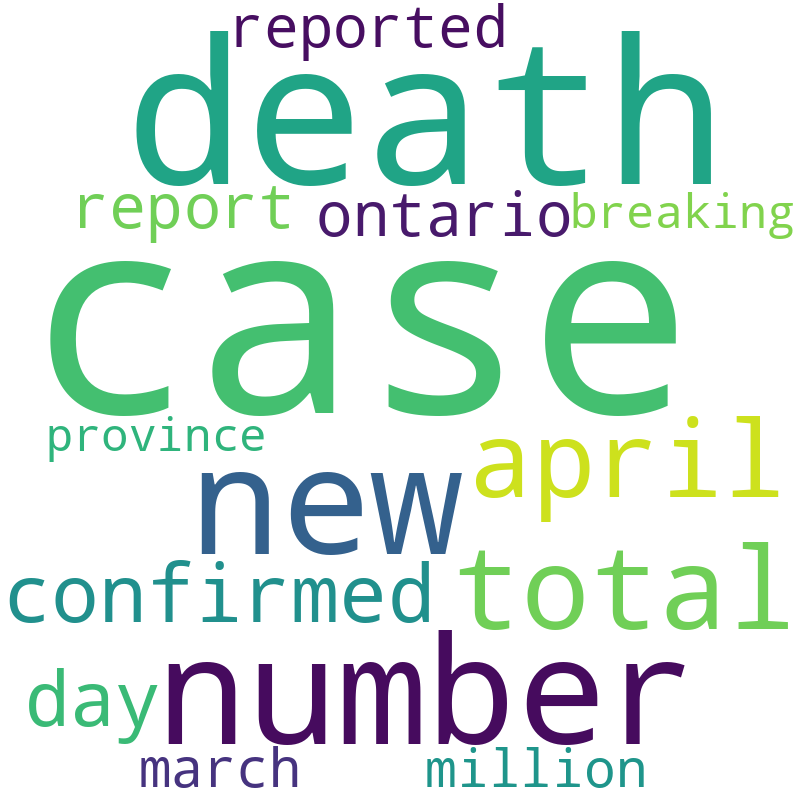 reported
death
report ontario breaking
case
province april
new
confirmed total
day number
march million